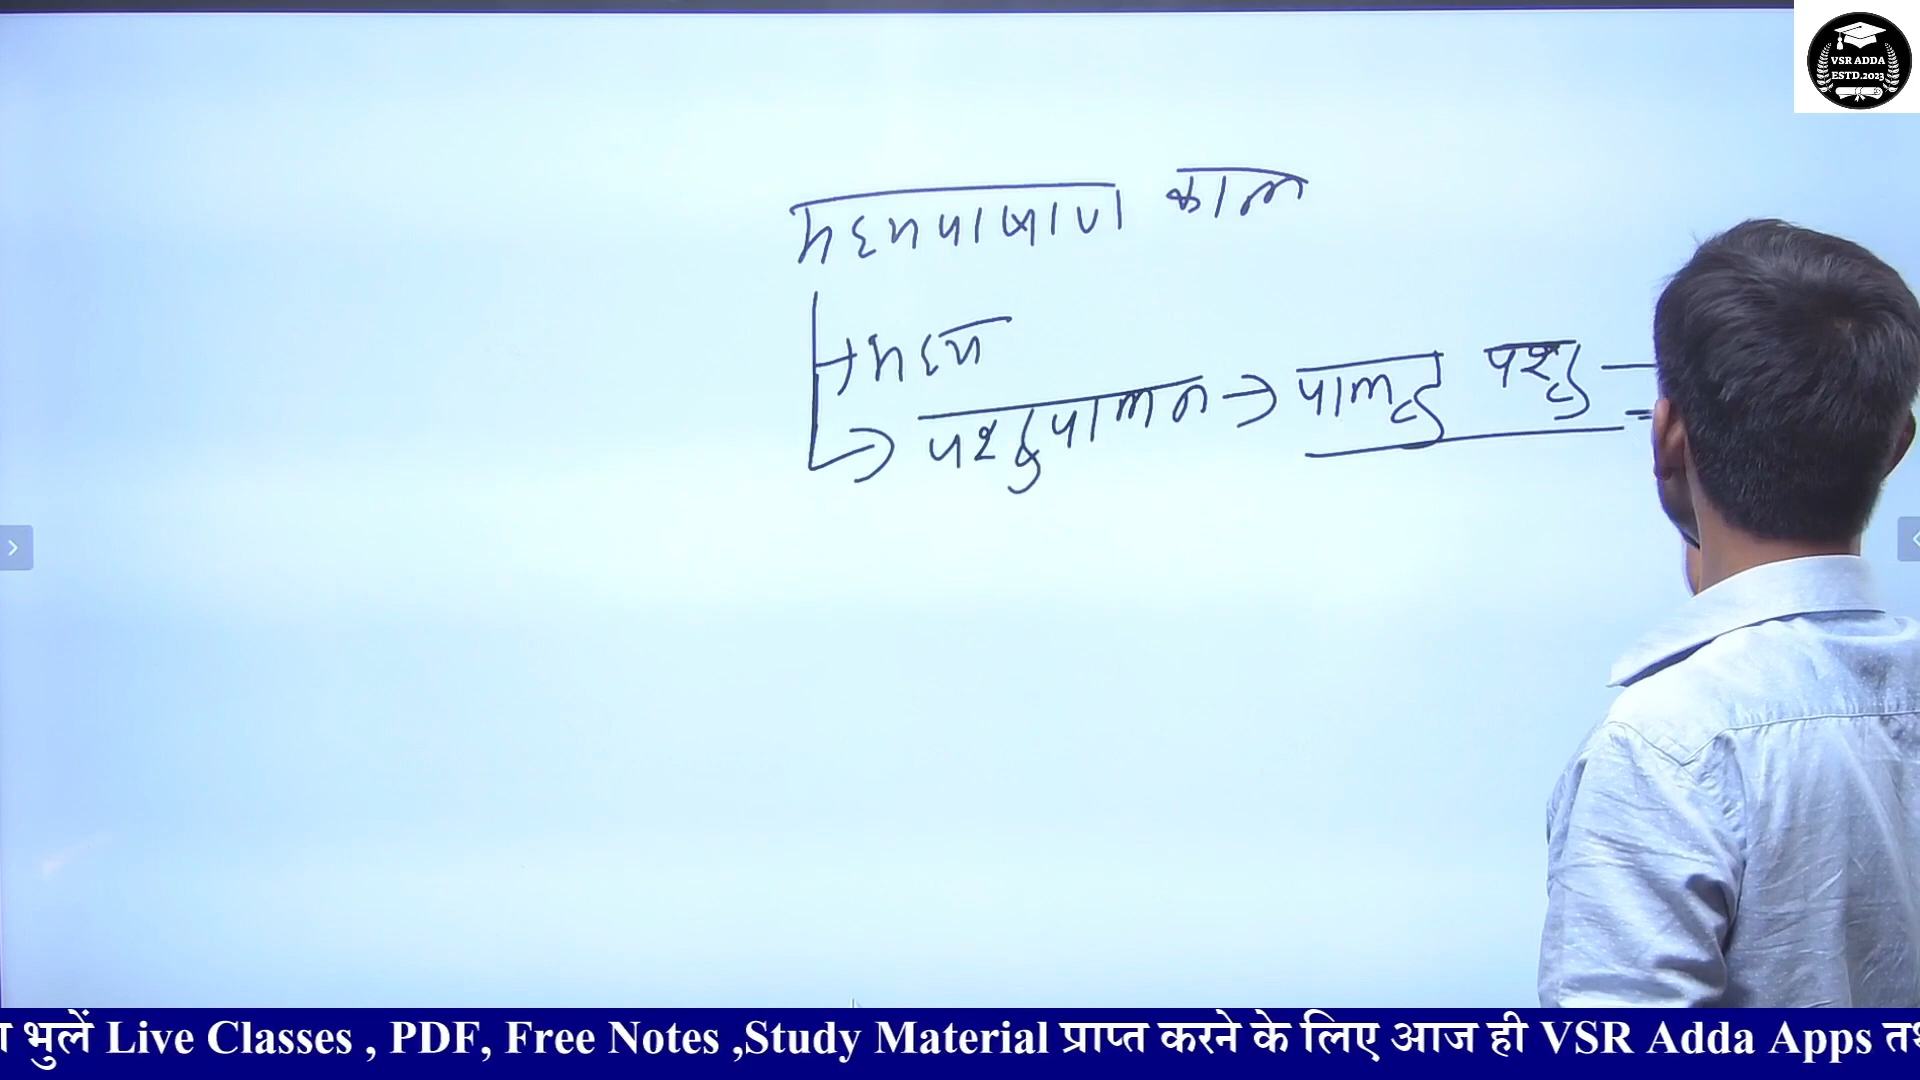 VSR ADDA
ESTD.2023
मध्यपाषाण काल
→ मध्य
→ पशुपालन → पालतू पशु —
भुलें Live Classes , PDF, Free Notes ,Study Material प्राप्त करने के लिए आज ही VSR Adda Apps